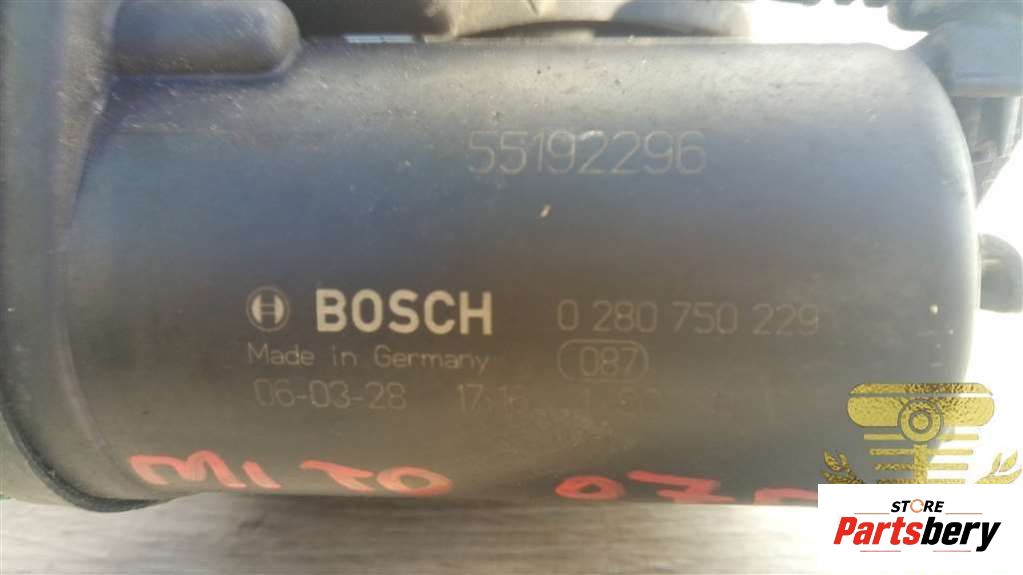 55192296
BOSCH 0 280 750 229
Made in Germany 087
06-03-28
MITO
STORE
Partsbery